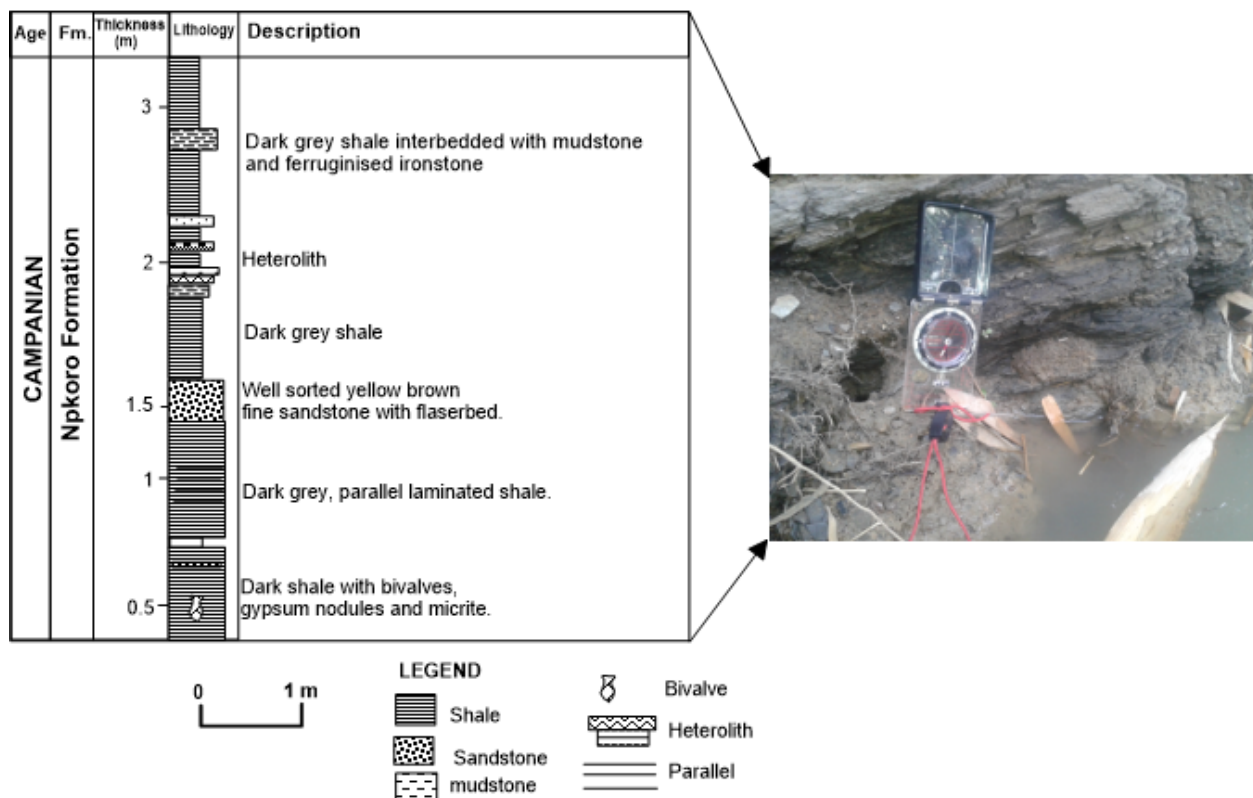 Age Fm. Thickness (m) Lithology Description
3
Dark grey shale interbedded with mudstone
and ferruginised ironstone
2
Heterolith
Dark grey shale
1.5
Well sorted yellow brown
fine sandstone with flaserbed.
1
Dark grey, parallel laminated shale.
0.5
Dark shale with bivalves,
gypsum nodules and micrite.
CAMPANIAN
Npkoro Formation
0 1 m
LEGEND
Shale
Sandstone
mudstone
Bivalve
Heterolith
Parallel